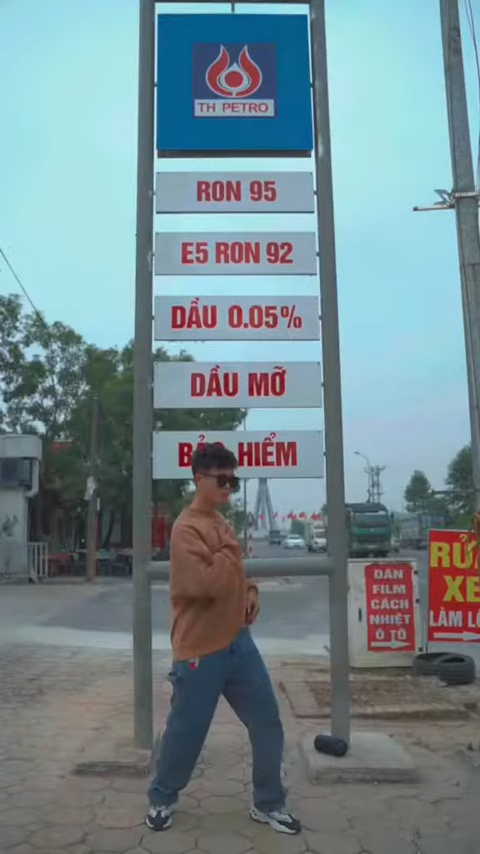 TH PETRO
RON 95
E5 RON 92
DẦU 0.05%
DẦU MỠ
BẢO HIỂM
DÁN
FILM
CÁCH
NHIỆT
Ô TÔ
XE